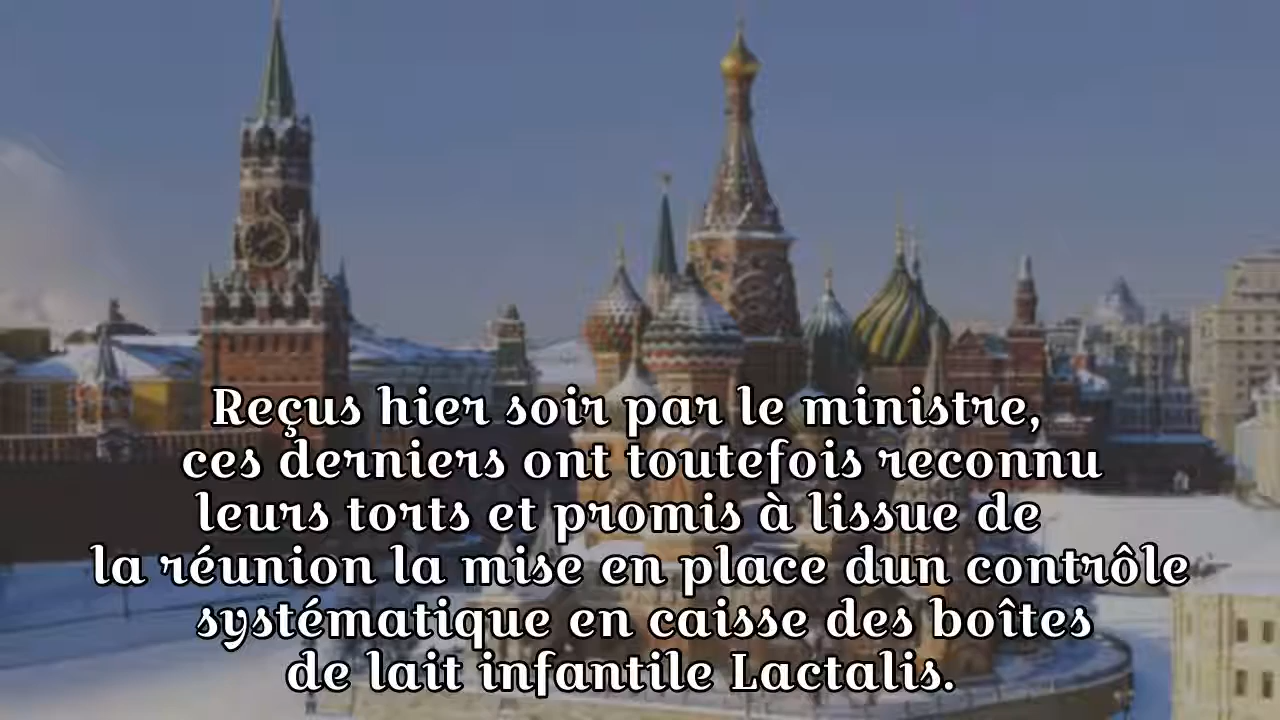 Reçus hier soir par le ministre,
ces derniers ont toutefois reconnu
leurs torts et promis à lissue de
la réunion la mise en place dun contrôle
systématique en caisse des boîtes
de lait infantile Lactalis.